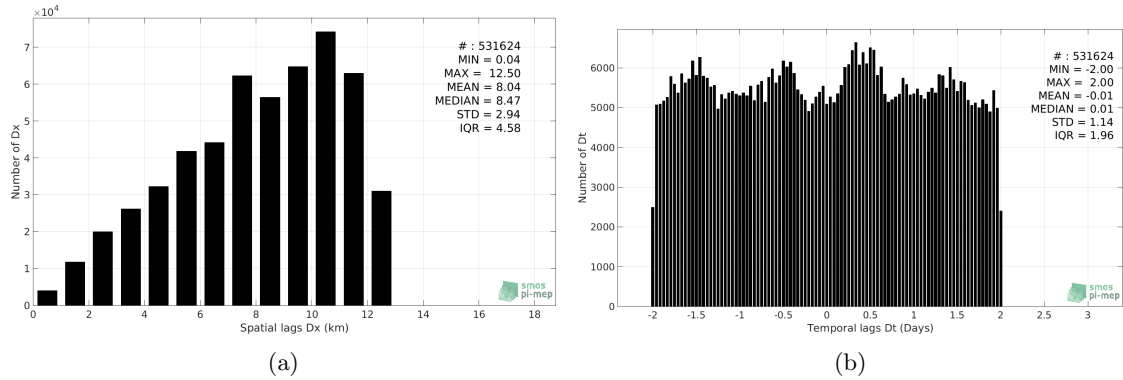 ×10⁴
7
6
5
4
3
2
1
0
Number of Dx
# : 531624
MIN = 0.04
MAX = 12.50
MEAN = 8.04
MEDIAN = 8.47
STD = 2.94
IQR = 4.58
smos
pi-mep
0 2 4 6 8 10 12 14 16 18
Spatial lags Dx (km)
(a)
6000
5000
4000
3000
2000
1000
0
Number of Dt
# : 531624
MIN = -2.00
MAX = 2.00
MEAN = -0.01
MEDIAN = 0.01
STD = 1.14
IQR = 1.96
smos
pi-mep
-2 -1.5 -1 -0.5 0 0.5 1 1.5 2 2.5 3
Temporal lags Dt (Days)
(b)